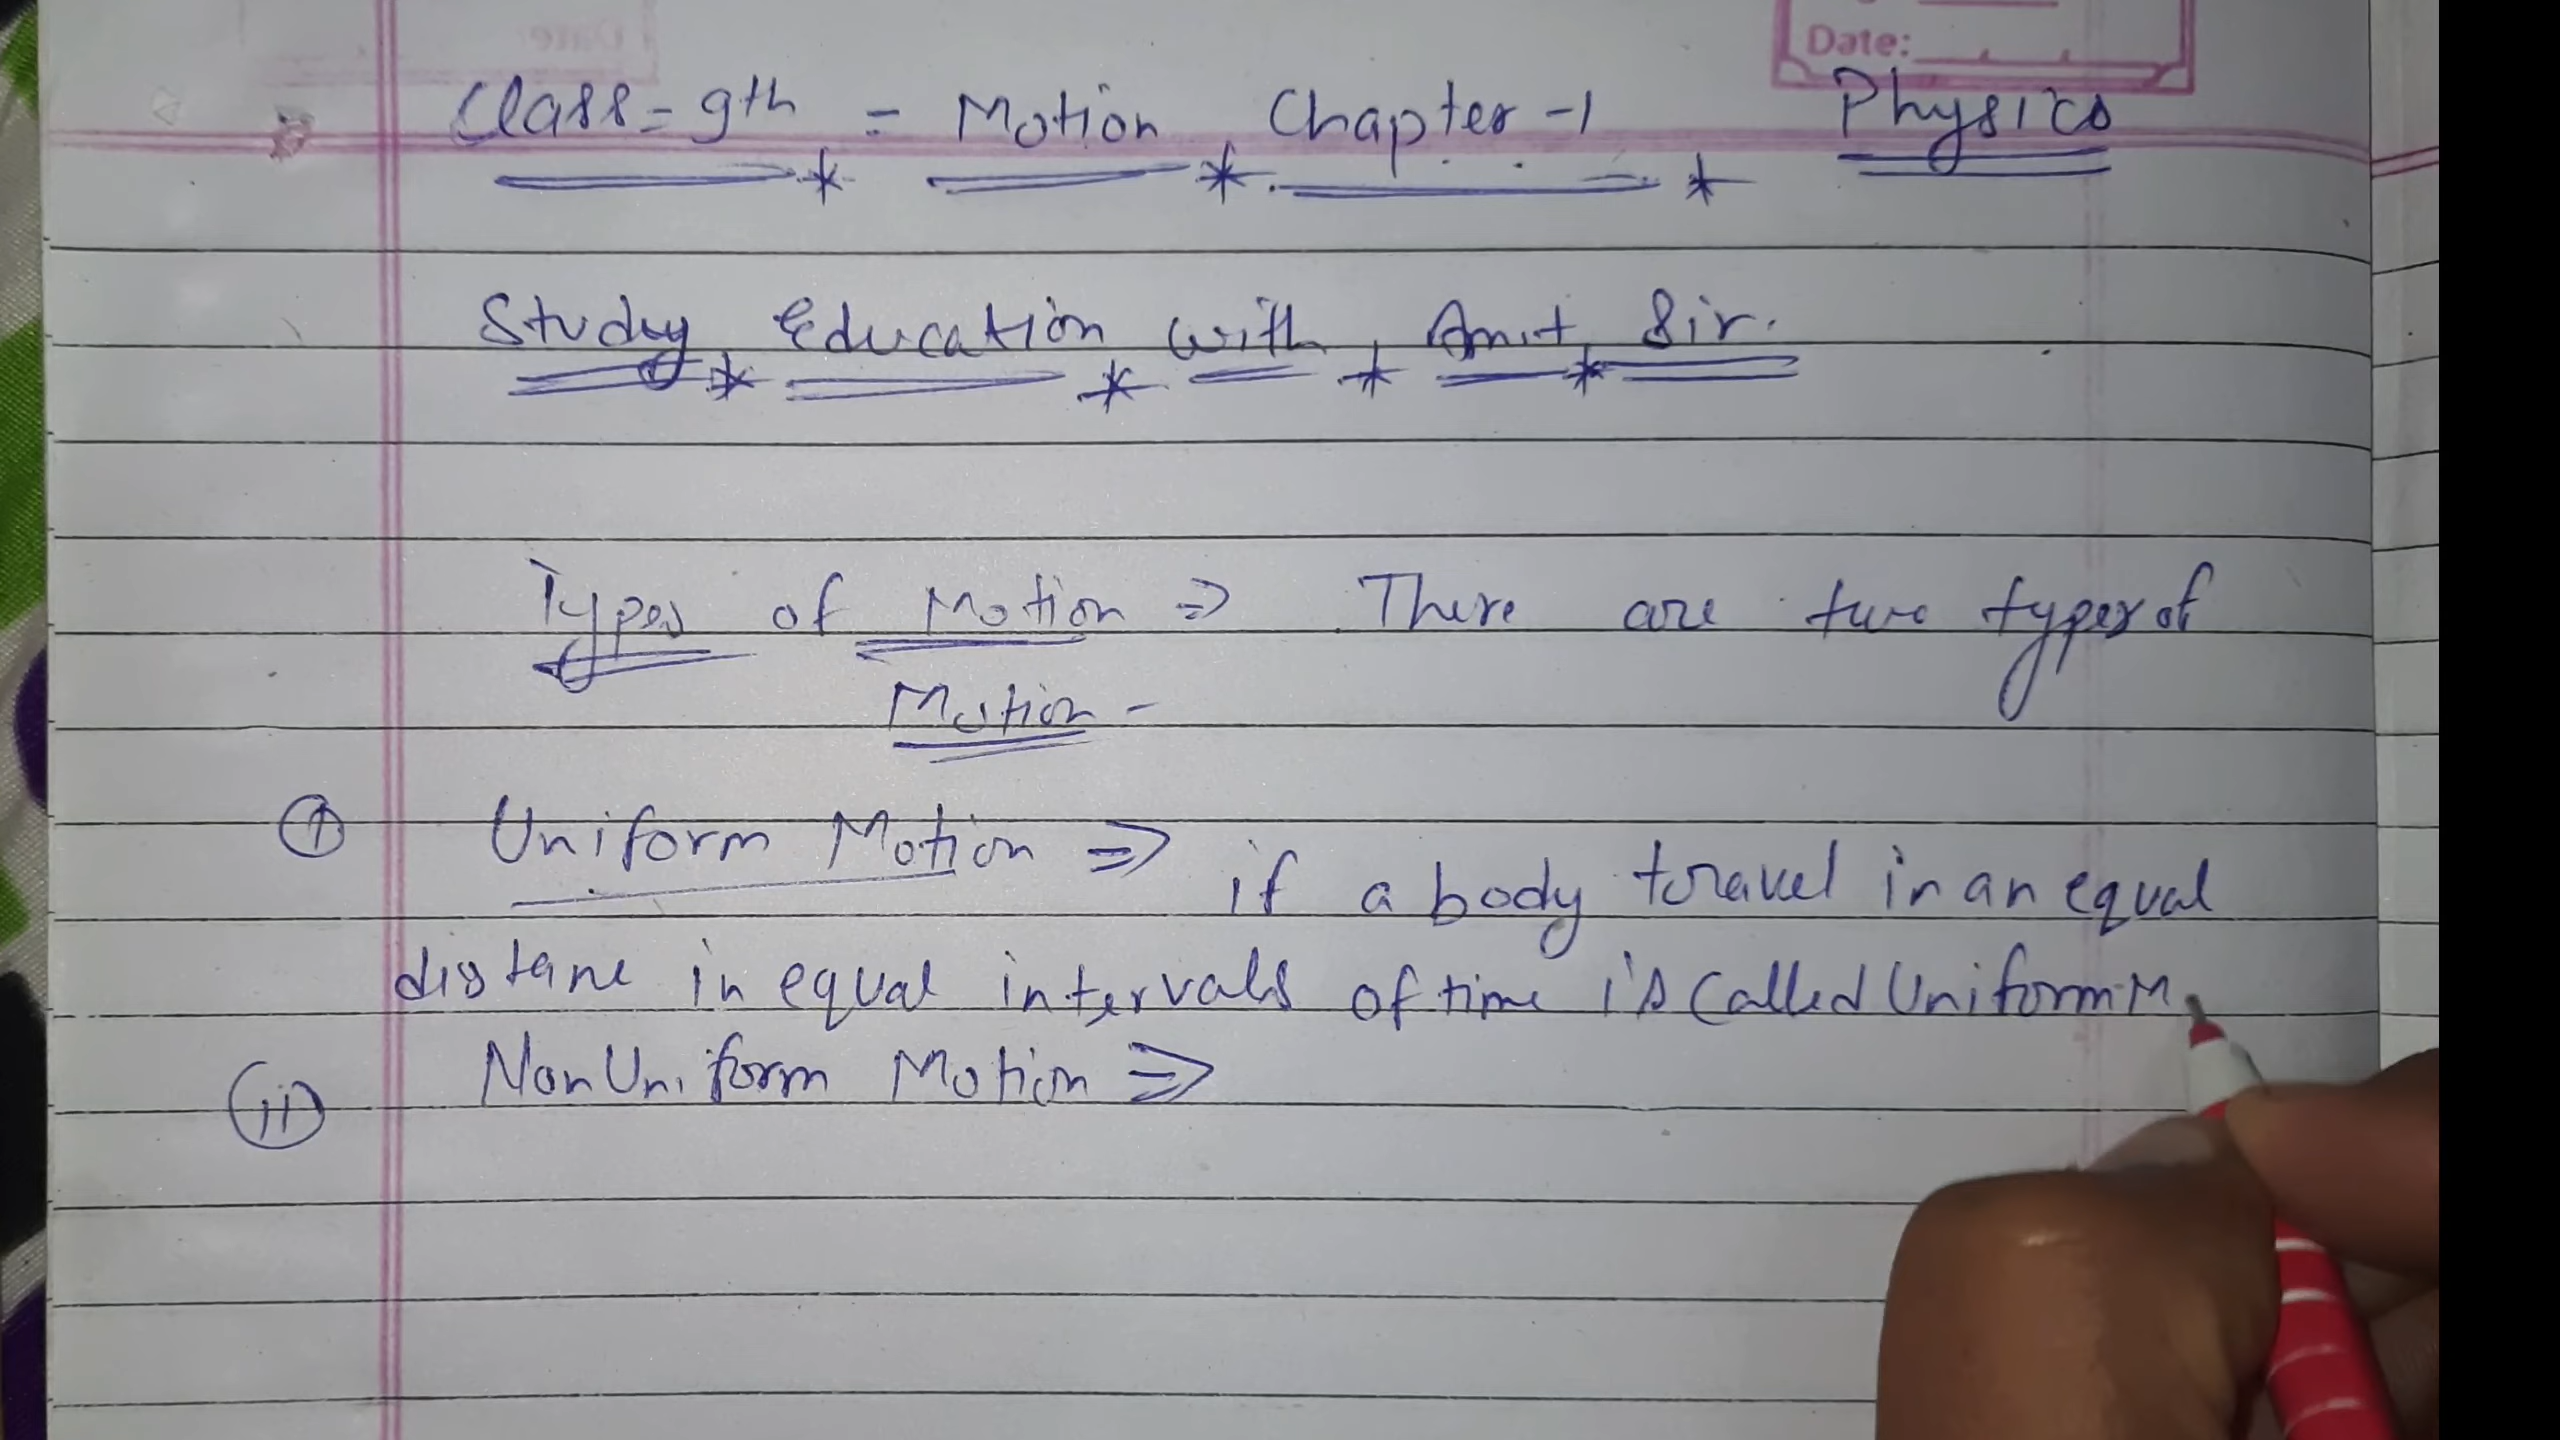 Date:
Class = 9th = Motion Chapter -1 Physics
Study Education with Amit Sir.
Types of Motion => There are two types of
Motion -
(i) Uniform Motion => if a body travel in an equal
distane in equal intervals of time is called Uniform M
(ii) Non Uniform Motion =>